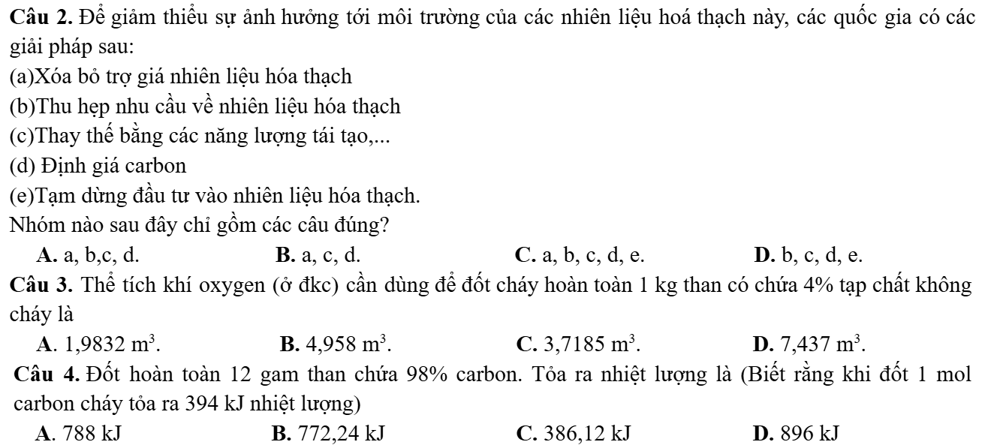 Câu 2. Để giảm thiểu sự ảnh hưởng tới môi trường của các nhiên liệu hoá thạch này, các quốc gia có các
giải pháp sau:
(a)Xóa bỏ trợ giá nhiên liệu hóa thạch
(b)Thu hẹp nhu cầu về nhiên liệu hóa thạch
(c)Thay thế bằng các năng lượng tái tạo,...
(d) Định giá carbon
(e)Tạm dừng đầu tư vào nhiên liệu hóa thạch.
Nhóm nào sau đây chỉ gồm các câu đúng?
A. a, b,c, d. B. a, c, d. C. a, b, c, d, e. D. b, c, d, e.
Câu 3. Thể tích khí oxygen (ở đkc) cần dùng để đốt cháy hoàn toàn 1 kg than có chứa 4% tạp chất không
cháy là
A. 1,9832 m³. B. 4,958 m³. C. 3,7185 m³. D. 7,437 m³.
Câu 4. Đốt hoàn toàn 12 gam than chứa 98% carbon. Tỏa ra nhiệt lượng là (Biết rằng khi đốt 1 mol
carbon cháy tỏa ra 394 kJ nhiệt lượng)
A. 788 kJ B. 772,24 kJ C. 386,12 kJ D. 896 kJ